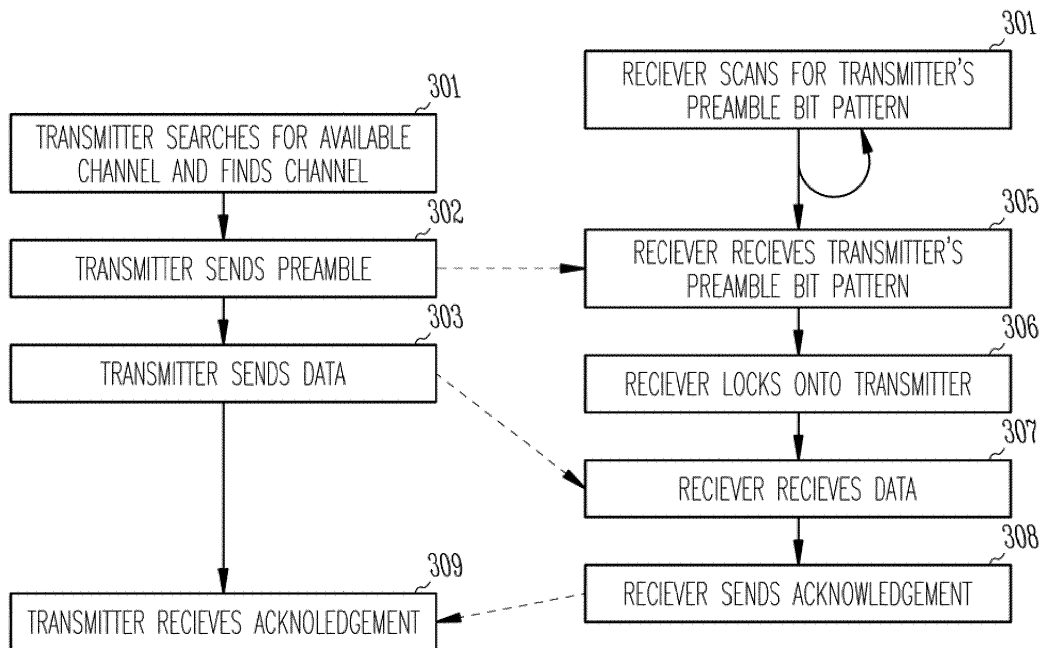 301
TRANSMITTER SEARCHES FOR AVAILABLE
CHANNEL AND FINDS CHANNEL
302
TRANSMITTER SENDS PREAMBLE
303
TRANSMITTER SENDS DATA
309
TRANSMITTER RECIEVES ACKNOLEDGEMENT
301
RECIEVER SCANS FOR TRANSMITTER'S
PREAMBLE BIT PATTERN
305
RECIEVER RECIEVES TRANSMITTER'S
PREAMBLE BIT PATTERN
306
RECIEVER LOCKS ONTO TRANSMITTER
307
RECIEVER RECIEVES DATA
308
RECIEVER SENDS ACKNOWLEDGEMENT